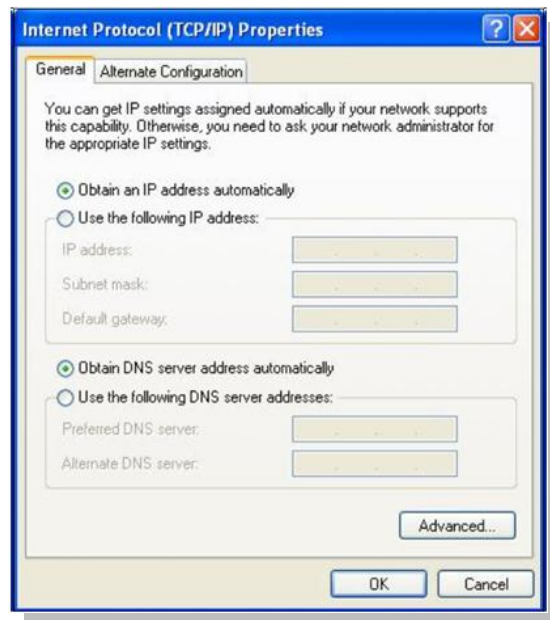 Internet Protocol (TCP/IP) Properties
General Alternate Configuration
You can get IP settings assigned automatically if your network supports
this capability. Otherwise, you need to ask your network administrator for
the appropriate IP settings.
Obtain an IP address automatically
Use the following IP address:
IP address:
Subnet mask:
Default gateway:
Obtain DNS server address automatically
Use the following DNS server addresses:
Preferred DNS server:
Alternate DNS server:
Advanced...
OK Cancel